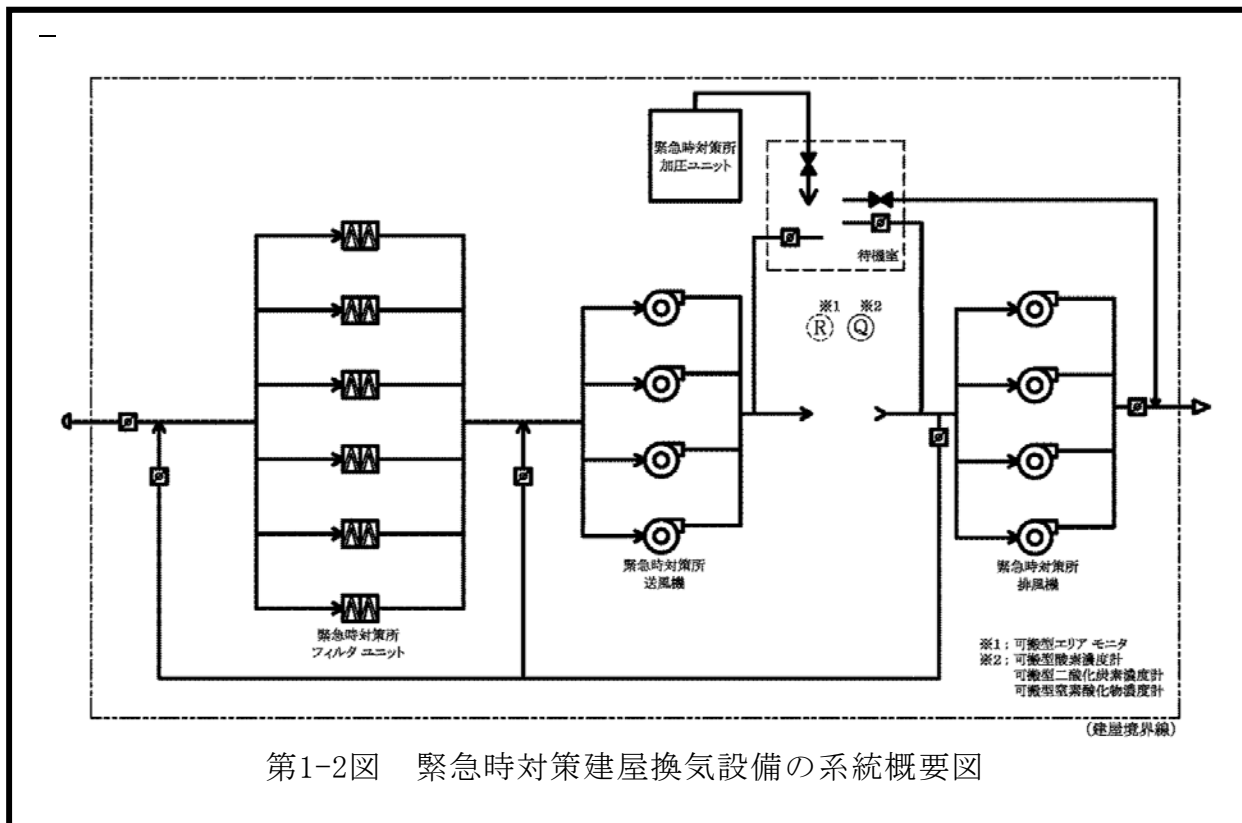 緊急時対策所
加圧ユニット
待機室
※1
※2
R
Q
緊急時対策所
送風機
緊急時対策所
排風機
緊急時対策所
フィルタ ユニット
※1：可搬型エリア モニタ
※2：可搬型酸素濃度計
可搬型二酸化炭素濃度計
可搬型窒素酸化物濃度計
(建屋境界線)
第1-2図　緊急時対策建屋換気設備の系統概要図